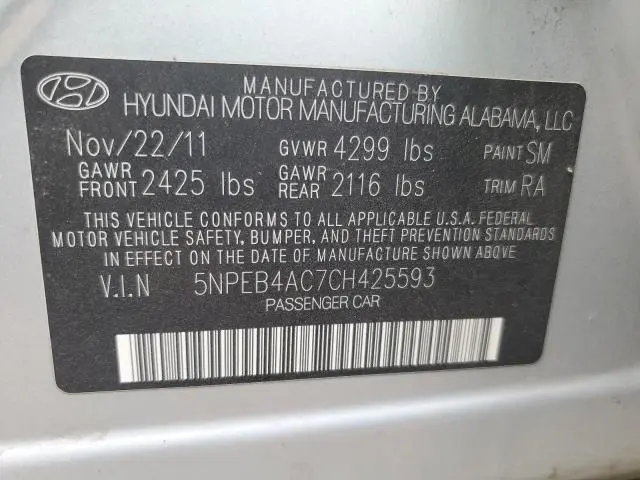 MANUFACTURED BY
HYUNDAI MOTOR MANUFACTURING ALABAMA, LLC
Nov/22/11 GVWR 4299 lbs PAINT SM
GAWR FRONT 2425 lbs GAWR REAR 2116 lbs TRIM RA
THIS VEHICLE CONFORMS TO ALL APPLICABLE U.S.A. FEDERAL
MOTOR VEHICLE SAFETY, BUMPER, AND THEFT PREVENTION STANDARDS
IN EFFECT ON THE DATE OF MANUFACTURE SHOWN ABOVE
V.I.N 5NPEB4AC7CH425593
PASSENGER CAR